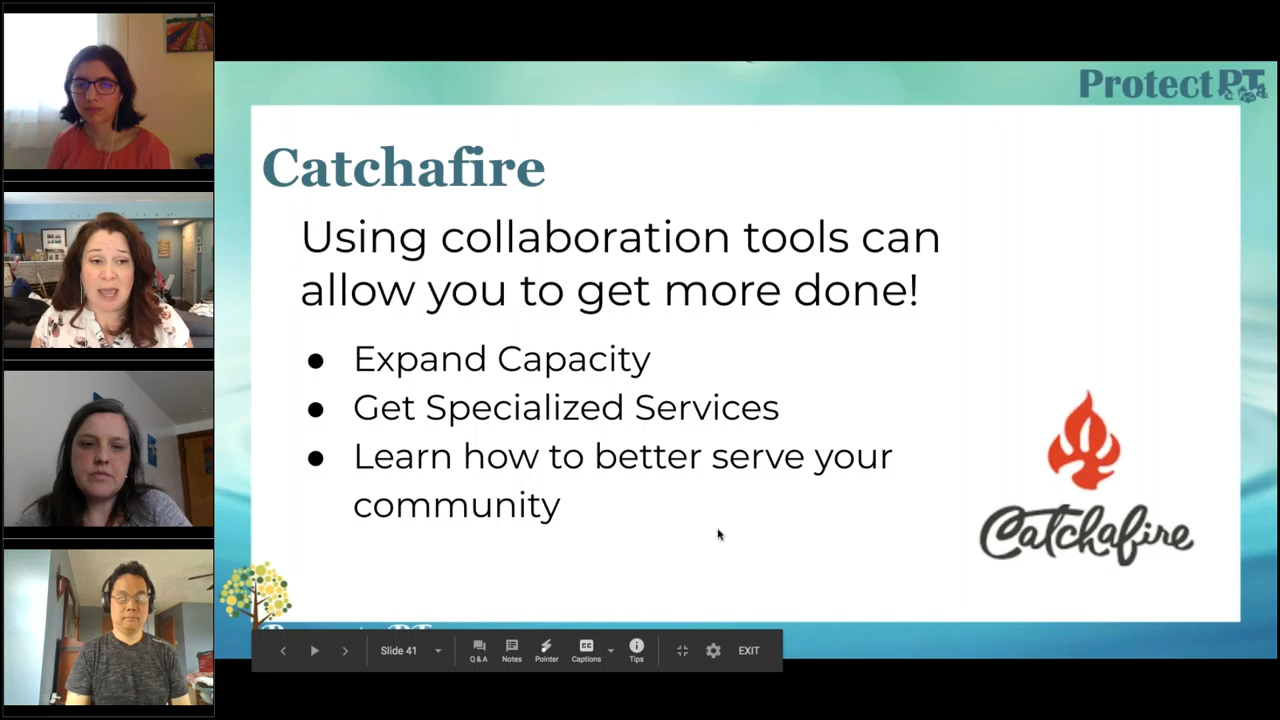 ProtectPT
Catchafire
Using collaboration tools can
allow you to get more done!
● Expand Capacity
● Get Specialized Services
● Learn how to better serve your
community
Catchafire
Slide 41
Q & A
Notes
Pointer
CC
Captions
Tips
EXIT